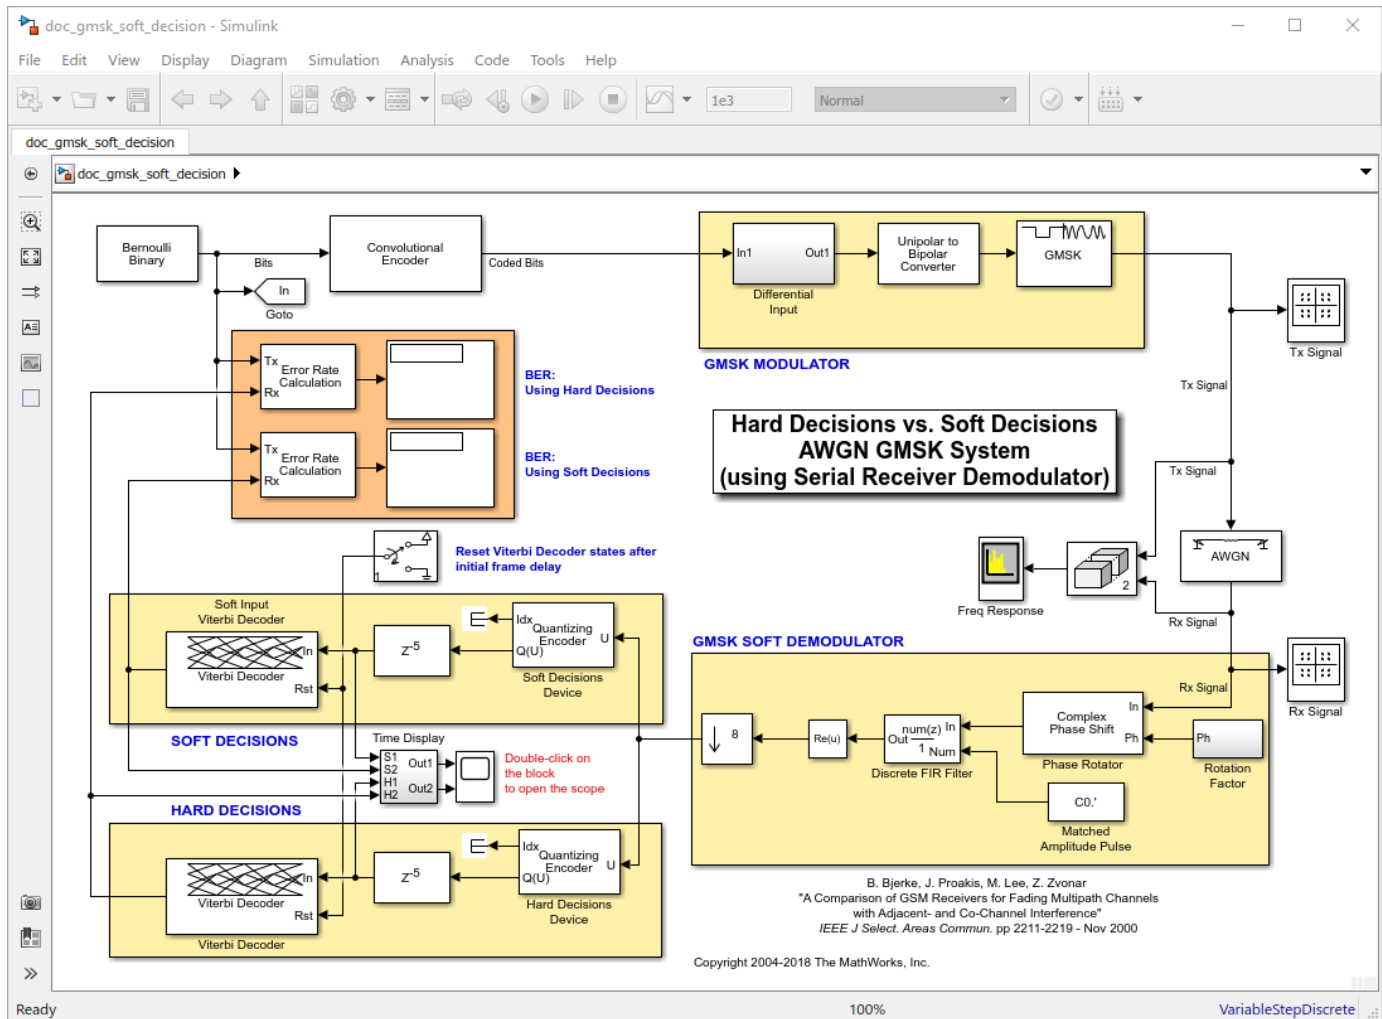 doc_gmsk_soft_decision - Simulink
File Edit View Display Diagram Simulation Analysis Code Tools Help
1e3 Normal
doc_gmsk_soft_decision
doc_gmsk_soft_decision
Bernoulli
Binary
Bits
Convolutional
Encoder
Coded Bits
In
Goto
In1 Out1
Differential
Input
Unipolar to
Bipolar
Converter
GMSK
GMSK MODULATOR
Tx Signal
Tx Signal
Tx
Rx
Error Rate
Calculation
BER:
Using Hard Decisions
Tx
Rx
Error Rate
Calculation
BER:
Using Soft Decisions
Hard Decisions vs. Soft Decisions
AWGN GMSK System
(using Serial Receiver Demodulator)
Tx Signal
AWGN
2
Freq Response
Rx Signal
1
Reset Viterbi Decoder states after
initial frame delay
Soft Input
Viterbi Decoder
In
Viterbi Decoder
Rst
Z-5
Idx
Quantizing
Encoder
U
Q(U)
Soft Decisions
Device
SOFT DECISIONS
GMSK SOFT DEMODULATOR
Rx Signal
Rx Signal
8
Re(u)
Out
num(z)
1
In
Num
Discrete FIR Filter
Complex
Phase Shift
In
Ph
Phase Rotator
Ph
Rotation
Factor
C0.'
Matched
Amplitude Pulse
Time Display
S1
S2
H1
H2
Out1
Out2
Double-click on
the block
to open the scope
HARD DECISIONS
In
Viterbi Decoder
Rst
Viterbi Decoder
Z-5
Idx
Quantizing
Encoder
U
Q(U)
Hard Decisions
Device
B. Bjerke, J. Proakis, M. Lee, Z. Zvonar
"A Comparison of GSM Receivers for Fading Multipath Channels
with Adjacent- and Co-Channel Interference"
IEEE J Select. Areas Commun. pp 2211-2219 - Nov 2000
Copyright 2004-2018 The MathWorks, Inc.
Ready 100% VariableStepDiscrete